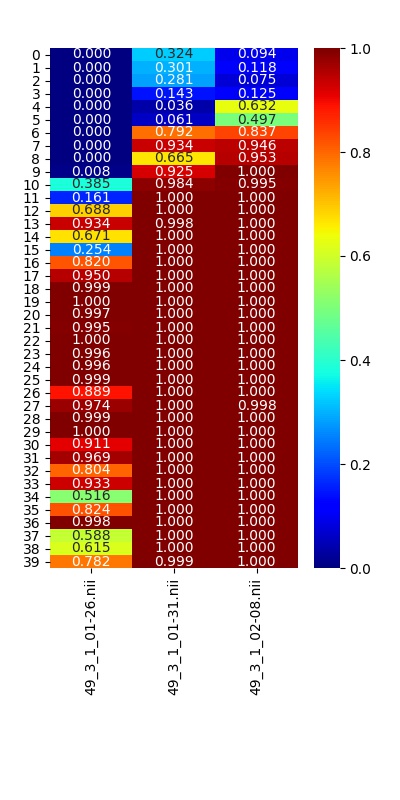 0 0.000 0.324 0.094
1 0.000 0.301 0.118
2 0.000 0.281 0.075
3 0.000 0.143 0.125
4 0.000 0.036 0.632
5 0.000 0.061 0.497
6 0.000 0.792 0.837
7 0.000 0.934 0.946
8 0.000 0.665 0.953
9 0.008 0.925 1.000
10 0.385 0.984 0.995
11 0.161 1.000 1.000
12 0.688 1.000 1.000
13 0.934 0.998 1.000
14 0.671 1.000 1.000
15 0.254 1.000 1.000
16 0.820 1.000 1.000
17 0.950 1.000 1.000
18 0.999 1.000 1.000
19 1.000 1.000 1.000
20 0.997 1.000 1.000
21 0.995 1.000 1.000
22 1.000 1.000 1.000
23 0.996 1.000 1.000
24 0.996 1.000 1.000
25 0.999 1.000 1.000
26 0.889 1.000 1.000
27 0.974 1.000 0.998
28 0.999 1.000 1.000
29 1.000 1.000 1.000
30 0.911 1.000 1.000
31 0.969 1.000 1.000
32 0.804 1.000 1.000
33 0.933 1.000 1.000
34 0.516 1.000 1.000
35 0.824 1.000 1.000
36 0.998 1.000 1.000
37 0.588 1.000 1.000
38 0.615 1.000 1.000
39 0.782 0.999 1.000
49_3_1_01-26.nii
49_3_1_01-31.nii
49_3_1_02-08.nii
1.0
0.8
0.6
0.4
0.2
0.0